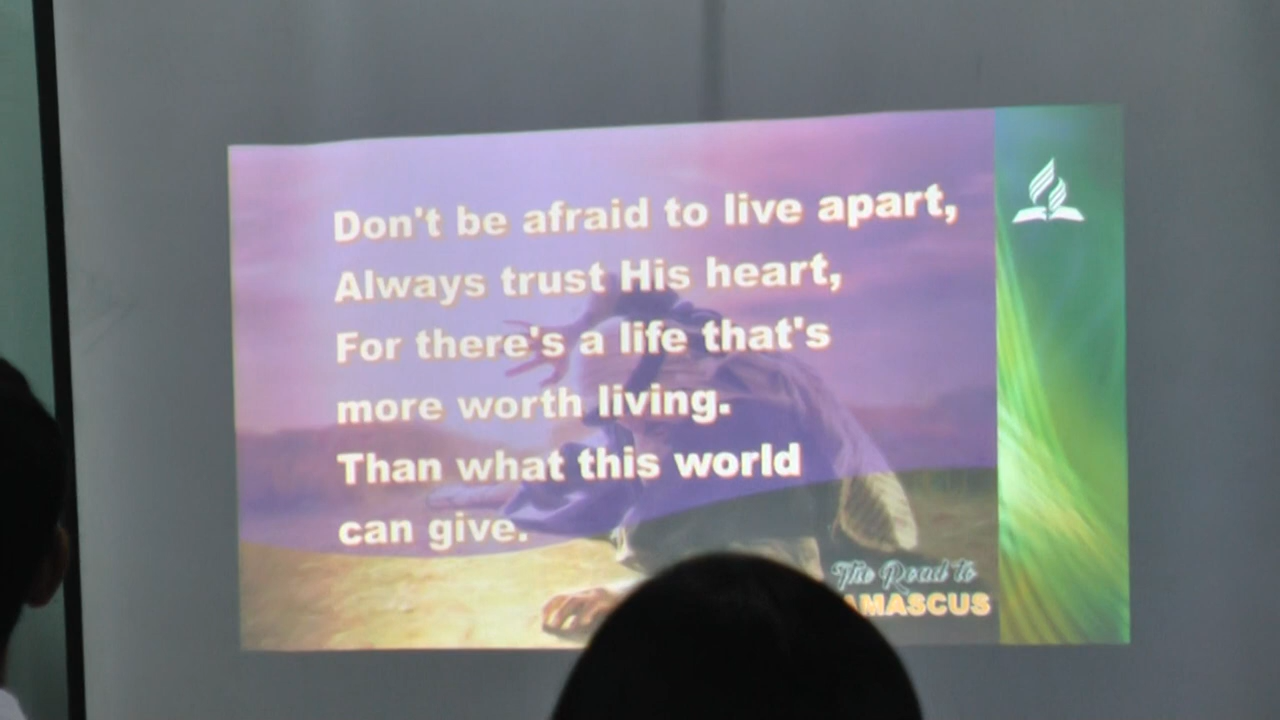 Don't be afraid to live apart,
Always trust His heart,
For there's a life that's
more worth living.
Than what this world
can give.
The Road to
AMASCUS